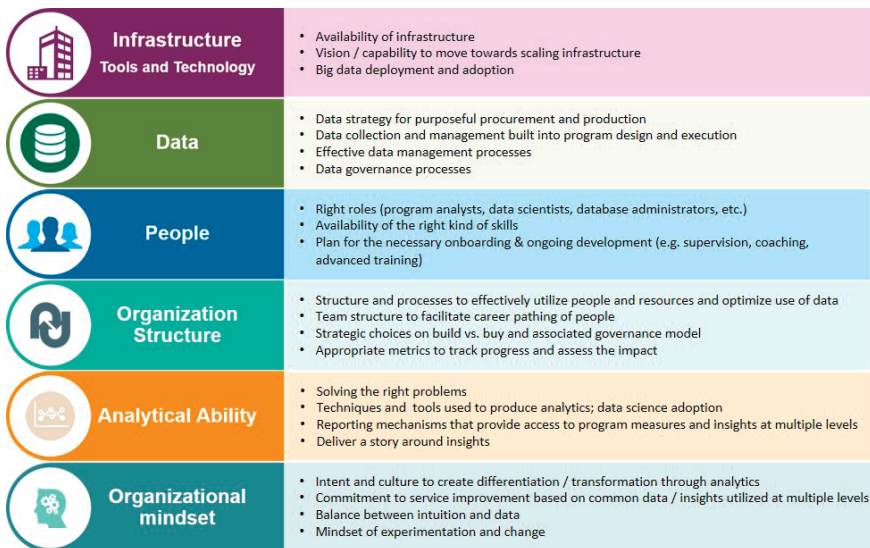 Infrastructure
Tools and Technology
• Availability of infrastructure
• Vision / capability to move towards scaling infrastructure
• Big data deployment and adoption
Data
• Data strategy for purposeful procurement and production
• Data collection and management built into program design and execution
• Effective data management processes
• Data governance processes
People
• Right roles (program analysts, data scientists, database administrators, etc.)
• Availability of the right kind of skills
• Plan for the necessary onboarding & ongoing development (e.g. supervision, coaching,
advanced training)
Organization
Structure
• Structure and processes to effectively utilize people and resources and optimize use of data
• Team structure to facilitate career pathing of people
• Strategic choices on build vs. buy and associated governance model
• Appropriate metrics to track progress and assess the impact
Analytical Ability
• Solving the right problems
• Techniques and tools used to produce analytics; data science adoption
• Reporting mechanisms that provide access to program measures and insights at multiple levels
• Deliver a story around insights
Organizational
mindset
• Intent and culture to create differentiation / transformation through analytics
• Commitment to service improvement based on common data / insights utilized at multiple levels
• Balance between intuition and data
• Mindset of experimentation and change